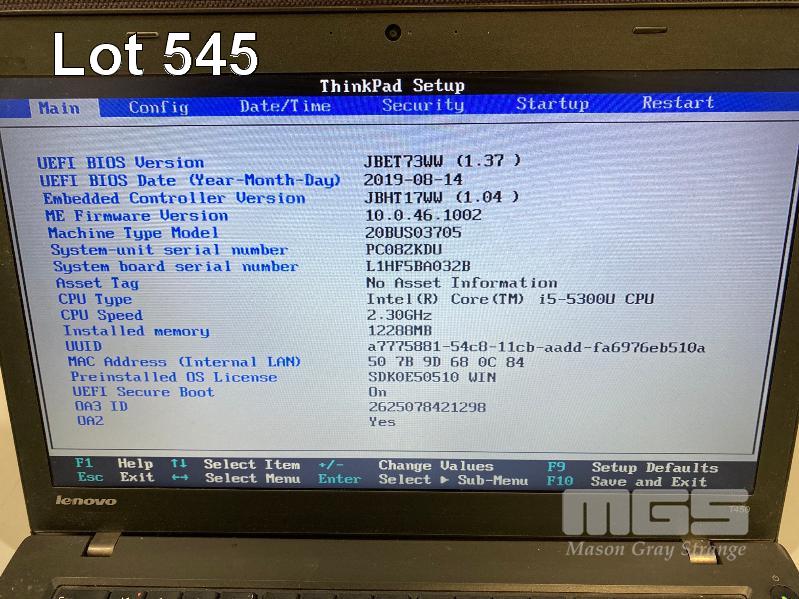 Lot 545
ThinkPad Setup
Main Config Date/Time Security Startup Restart
UEFI BIOS Version JBET73WW (1.37 )
UEFI BIOS Date (Year-Month-Day) 2019-08-14
Embedded Controller Version JBHT17WW (1.04 )
ME Firmware Version 10.0.46.1002
Machine Type Model 20BUS03705
System-unit serial number PC08ZKDU
System board serial number L1HF5BA032B
Asset Tag No Asset Information
CPU Type Intel(R) Core(TM) i5-5300U CPU
CPU Speed 2.30GHz
Installed memory 12288MB
UUID a7775881-54c8-11cb-aadd-fa6976eb510a
MAC Address (Internal LAN) 50 7B 9D 68 0C 84
Preinstalled OS License SDK0E50510 WIN
UEFI Secure Boot On
OA3 ID 2625078421298
OA2 Yes
F1 Help ↑↓ Select Item +/- Change Values F9 Setup Defaults
Esc Exit ↔ Select Menu Enter Select ▶ Sub-Menu F10 Save and Exit
lenovo
MGS
T450
Mason Gray Strange